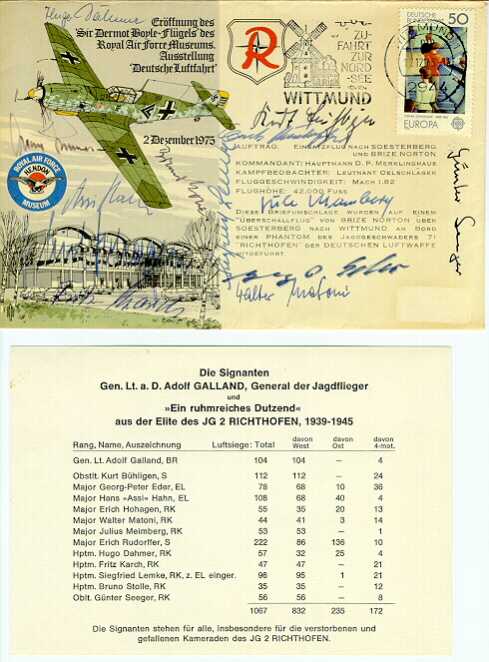 Eröffnung des
Sir Dermot Boyle-Flügels des
Royal Air Force Museums.
Ausstellung
'Deutsche Luftfahrt'
2 Dezember 1975
ROYAL AIR FORCE
HENDON
MUSEUM
R
ZU-
FAHRT
ZUR
NORD
SEE
WITTMUND
DEUTSCHE BUNDESPOST
50
EUROPA
WITTMUND
2944
AUFTRAG: EINSATZFLUG NACH SOESTERBERG
UND BRIZE NORTON
KOMMANDANT: HAUPTMANN D. P. MERKLINGHAUS
KAMPFBEOBACHTER: LEUTNANT OELSCHLAGER
FLUGGESCHWINDIGKEIT: MACH 1.82
FLUGHÖHE: 42,000 FUSS
DIESE BRIEFUMSCHLAGE WURDEN AUF EINEM
"ÜBERSCHALLFLUG" VON BRIZE NORTON ÜBER
SOESTERBERG NACH WITTMUND AN BORD
EINES PHANTOM DES JAGDGESCHWADERS 71
"RICHTHOFEN" DER DEUTSCHEN LUFTWAFFE
MITGEFÜHRT
Julius Meimberg
Walter Matoni
Günther Seeger
Die Signanten
Gen. Lt. a. D. Adolf GALLAND, General der Jagdflieger
und
»Ein ruhmreiches Dutzend«
aus der Elite des JG 2 RICHTHOFEN, 1939-1945
Rang, Name, Auszeichnung Luftsiege: Total davon West davon Ost davon 4-mot.
Gen. Lt. Adolf Galland, BR 104 104 — 4
Obstlt. Kurt Bühligen, S 112 112 — 24
Major Georg-Peter Eder, EL 78 68 10 36
Major Hans »Assi« Hahn, EL 108 68 40 4
Major Erich Hohagen, RK 55 35 20 13
Major Walter Matoni, RK 44 41 3 14
Major Julius Meimberg, RK 53 53 — 1
Major Erich Rudorffer, S 222 86 136 10
Hptm. Hugo Dahmer, RK 57 32 25 4
Hptm. Fritz Karch, RK 47 47 — 21
Hptm. Siegfried Lemke, RK, z. EL einger. 96 95 1 21
Hptm. Bruno Stolle, RK 35 35 — 12
Oblt. Günter Seeger, RK 56 56 — 8
1067 832 235 172
Die Signanten stehen für alle, insbesondere für die verstorbenen und
gefallenen Kameraden des JG 2 RICHTHOFEN.